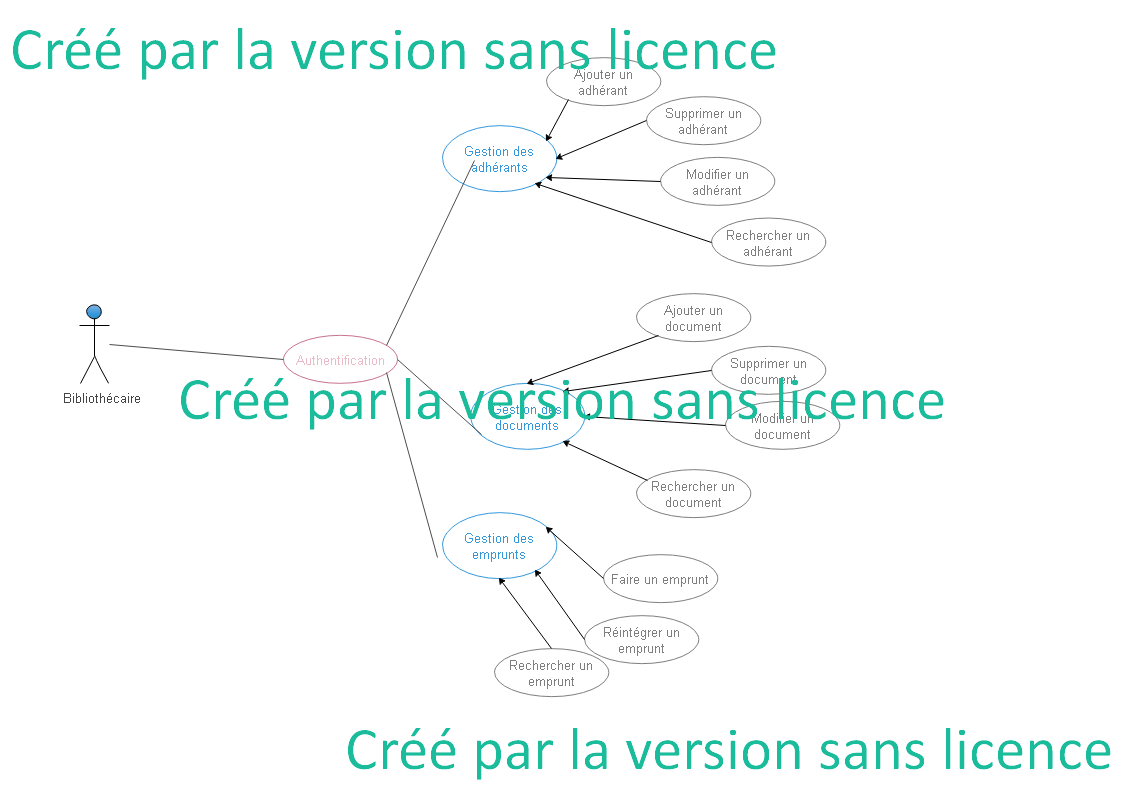 Créé par la version sans licence
Ajouter un
adhérant
Supprimer un
adhérant
Gestion des
adhérants
Modifier un
adhérant
Rechercher un
adhérant
Ajouter un
document
Authentification
Supprimer un
document
Bibliothécaire
Créé par la version sans licence
Gestion des
documents
Modifier un
document
Rechercher un
document
Gestion des
emprunts
Faire un emprunt
Réintégrer un
emprunt
Rechercher un
emprunt
Créé par la version sans licence